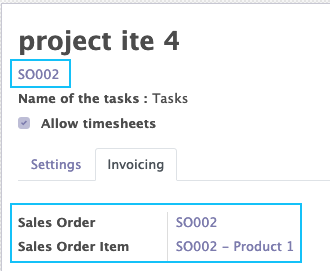 project ite 4
SO002
Name of the tasks : Tasks
Allow timesheets
Settings Invoicing
Sales Order SO002
Sales Order Item SO002 - Product 1